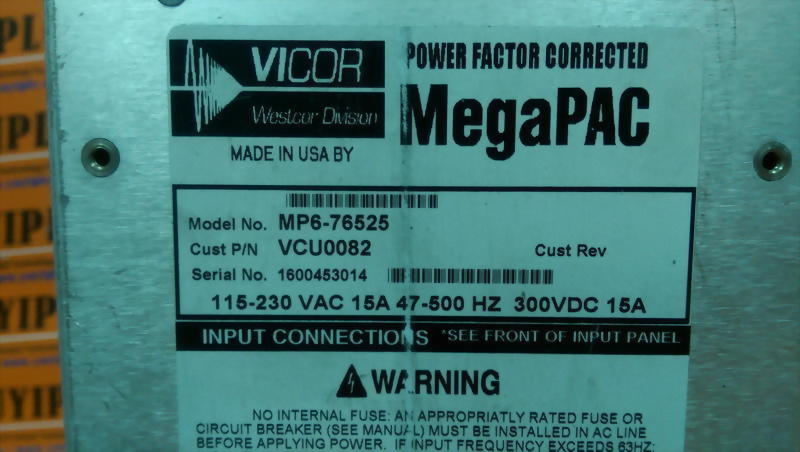 VICOR
Westcor Division
POWER FACTOR CORRECTED
MegaPAC
MADE IN USA BY
Model No. MP6-76525
Cust P/N VCU0082 Cust Rev
Serial No. 1600453014
115-230 VAC 15A 47-500 HZ 300VDC 15A
INPUT CONNECTIONS *SEE FRONT OF INPUT PANEL
WARNING
NO INTERNAL FUSE: AN APPROPRIATLY RATED FUSE OR
CIRCUIT BREAKER (SEE MANUAL) MUST BE INSTALLED IN AC LINE
BEFORE APPLYING POWER. IF INPUT FREQUENCY EXCEEDS 63HZ: